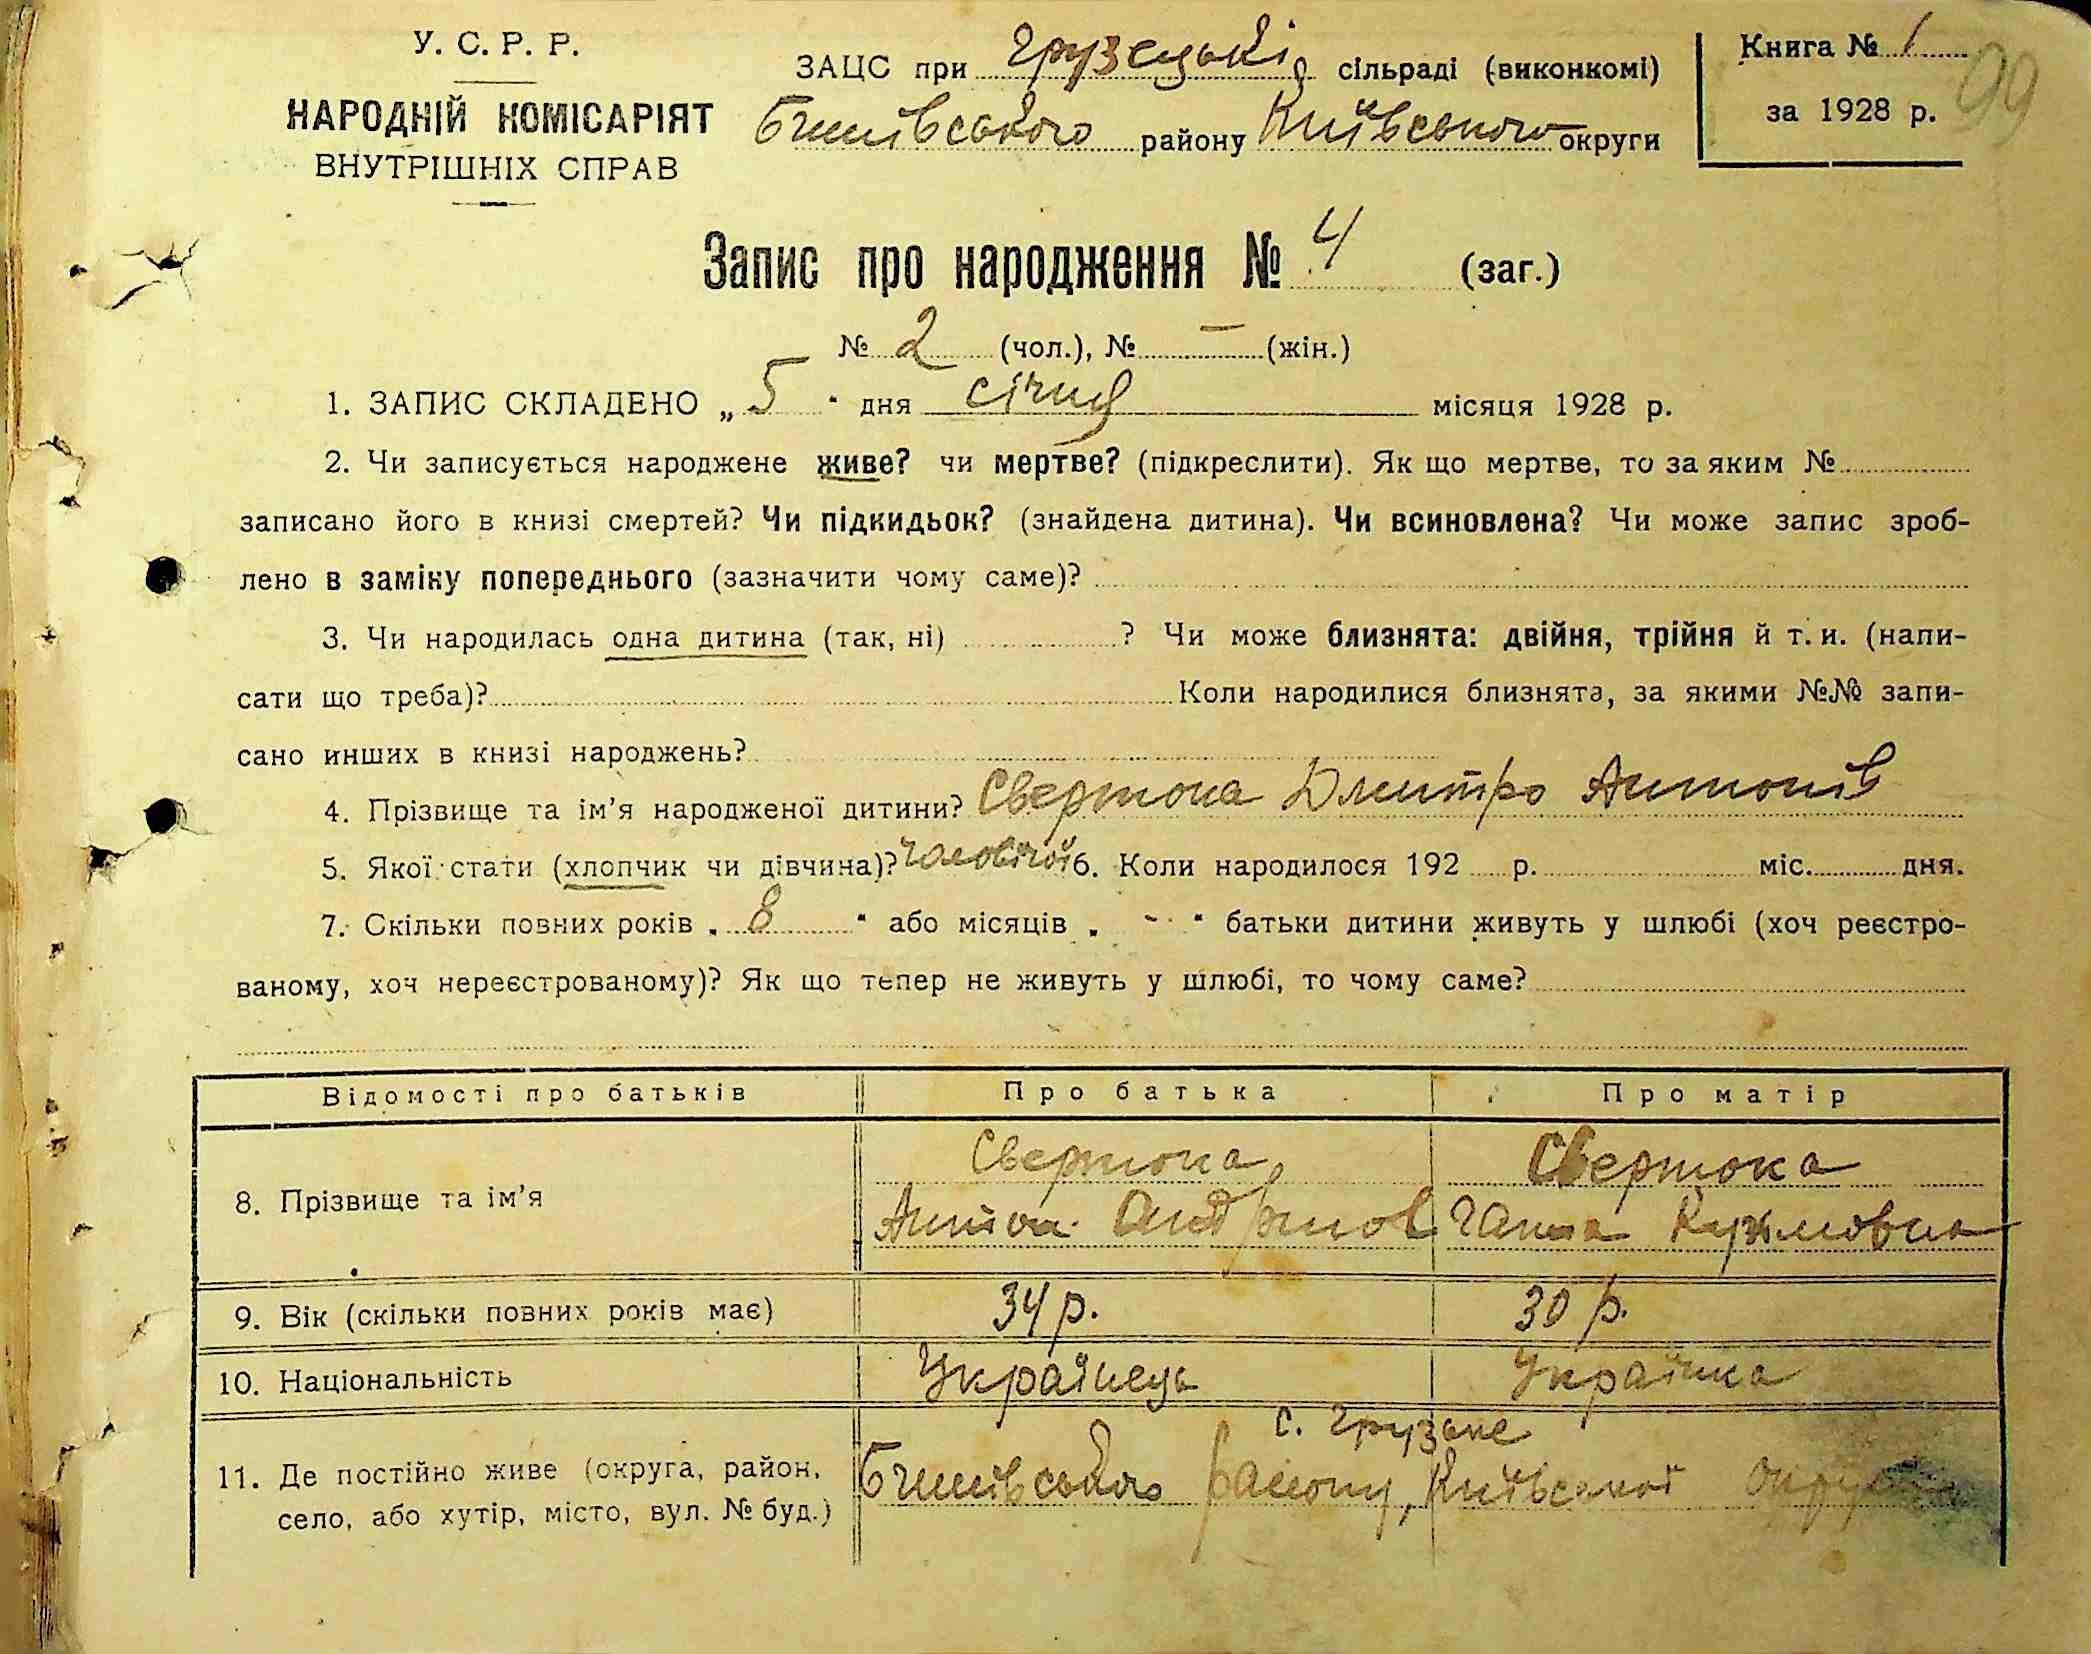 У. С. Р. Р.
НАРОДНІЙ КОМІСАРІЯТ
ВНУТРІШНІХ СПРАВ
ЗАЦС при Грузецькі, сільраді (виконкомі)
Бишівського району Київського округи
Книга № 1
за 1928 р.
99
Запис про народження № 4 (заг.)
№ 2 (чол.), № — (жін.)
1. ЗАПИС СКЛАДЕНО „ 5 " дня січня місяця 1928 р.
2. Чи записується народжене живе? чи мертве? (підкреслити). Як що мертве, то за яким №
записано його в книзі смертей? Чи підкидьок? (знайдена дитина). Чи всиновлена? Чи може запис зроб-
лено в заміну попереднього (зазначити чому саме)?
3. Чи народилась одна дитина (так, ні) ? Чи може близнята: двійня, трійня й т. и. (напи-
сати що треба)? Коли народилися близнята, за якими №№ запи-
сано инших в книзі народжень?
4. Прізвище та ім'я народженої дитини? Свертока Дмитро Антонів
5. Якої стати (хлопчик чи дівчина)? чоловічої 6. Коли народилося 192 р. міс. дня.
7. Скільки повних років „ 8 " або місяців „ - " батьки дитини живуть у шлюбі (хоч реєстро-
ваному, хоч нереєстрованому)? Як що тепер не живуть у шлюбі, то чому саме?
Відомості про батьків Про батька Про матір
8. Прізвище та ім'я
Свертока Антон
Свертока Ганна Кузьмовна
9. Вік (скільки повних років має) 34 р. 30 р.
10. Національність Українець Українка
11. Де постійно живе (округа, район,
село, або хутір, місто, вул. № буд.)
с. Грузьке
Бишівського району, Київської округи